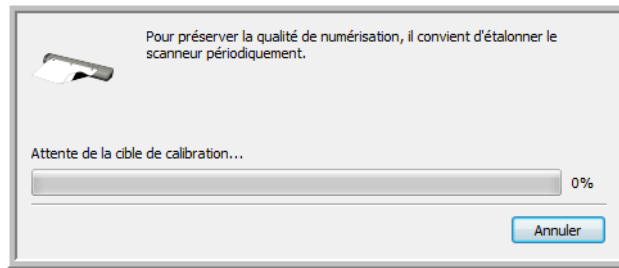 Pour préserver la qualité de numérisation, il convient d'étalonner le
scanneur périodiquement.
Attente de la cible de calibration...
0%
Annuler